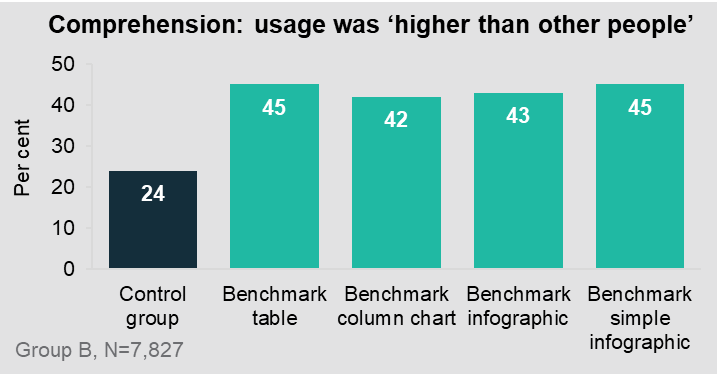 Comprehension: usage was ‘higher than other people’
50
40
30
20
10
0
Per cent
24
45
42
43
45
Control
group
Benchmark
table
Benchmark
column chart
Benchmark
infographic
Benchmark
simple
infographic
Group B, N=7,827